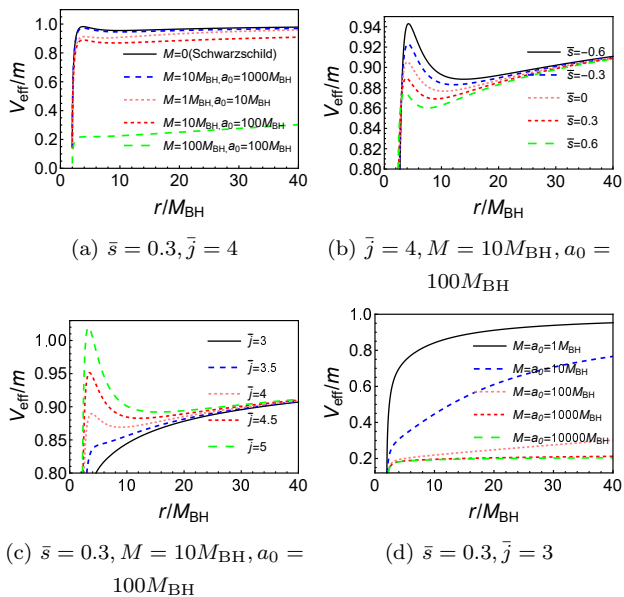 1.0
0.8
0.6
0.4
0.2
0.0
V_eff/m
M=0(Schwarzschild)
M=10M_BH,a_0=1000M_BH
M=1M_BH,a_0=10M_BH
M=10M_BH,a_0=100M_BH
M=100M_BH,a_0=100M_BH
0 10 20 30 40
r/M_BH
(a) s̄ = 0.3, j̄ = 4
0.94
0.92
0.90
0.88
0.86
0.84
0.82
0.80
V_eff/m
s̄=-0.6
s̄=-0.3
s̄=0
s̄=0.3
s̄=0.6
0 10 20 30 40
r/M_BH
(b) j̄ = 4, M = 10M_BH, a_0 =
100M_BH
1.00
0.95
0.90
0.85
0.80
V_eff/m
j̄=3
j̄=3.5
j̄=4
j̄=4.5
j̄=5
0 10 20 30 40
r/M_BH
(c) s̄ = 0.3, M = 10M_BH, a_0 =
100M_BH
1.0
0.8
0.6
0.4
0.2
V_eff/m
M=a_0=1M_BH
M=a_0=10M_BH
M=a_0=100M_BH
M=a_0=1000M_BH
M=a_0=10000M_BH
0 10 20 30 40
r/M_BH
(d) s̄ = 0.3, j̄ = 3